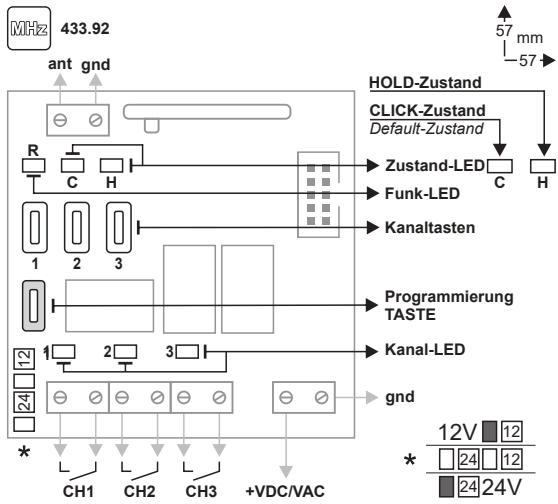 MHz 433.92
57 mm
57
ant gnd
HOLD-Zustand
CLICK-Zustand
Default-Zustand
R
C H
Zustand-LED
C H
Funk-LED
Kanaltasten
1 2 3
Programmierung
TASTE
1 2 3
Kanal-LED
12
24
*
gnd
CH1 CH2 CH3 +VDC/VAC
12V 12
* 24 12
24 24V